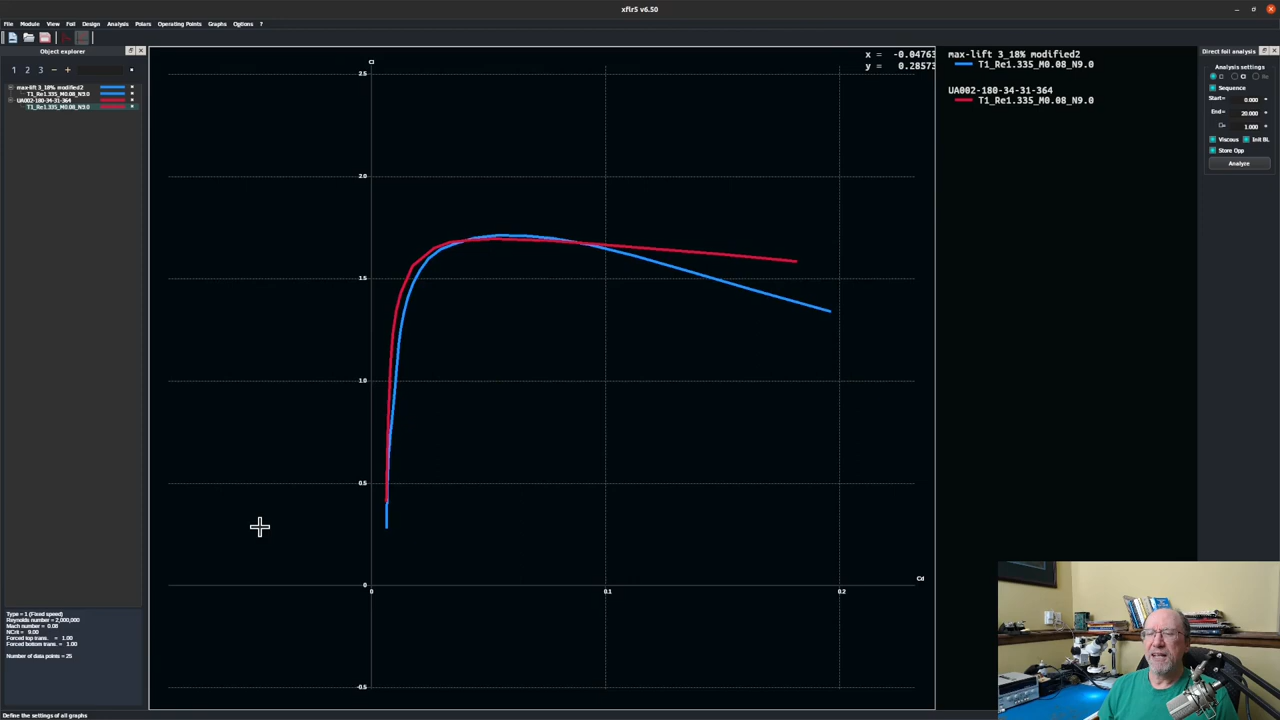 xflr5 v6.50
File Module View Foil Design Analysis Polars Operating Points Graphs Options ?
Object explorer
1 2 3 − +
max-lift 3_18% modified2
T1_Re1.335_M0.08_N9.0
UA002-180-34-31-364
T1_Re1.335_M0.08_N9.0
Type = 1 (Fixed speed)
Reynolds number = 2,000,000
Mach number = 0.08
NCrit = 9.00
Forced top trans. = 1.00
Forced bottom trans. = 1.00
Number of data points = 25
Define the settings of all graphs
Cl
2.5
2.0
1.5
1.0
0.5
0
-0.5
0
0.1
0.2
Cd
x = -0.04763
y = 0.28573
max-lift 3_18% modified2
T1_Re1.335_M0.08_N9.0
UA002-180-34-31-364
T1_Re1.335_M0.08_N9.0
Direct foil analysis
Analysis settings
Cl
Sequence
Start= 0.000 °
End= 20.000 °
1.000 °
Viscous Init BL
Store Opp
Analyze